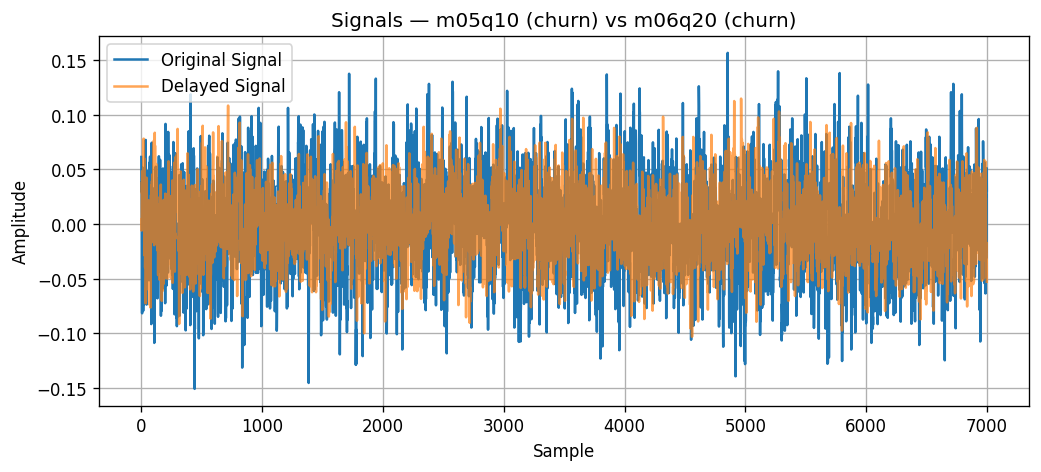 Signals — m05q10 (churn) vs m06q20 (churn)
Original Signal
Delayed Signal
0.15
0.10
0.05
0.00
−0.05
−0.10
−0.15
Amplitude
0 1000 2000 3000 4000 5000 6000 7000
Sample